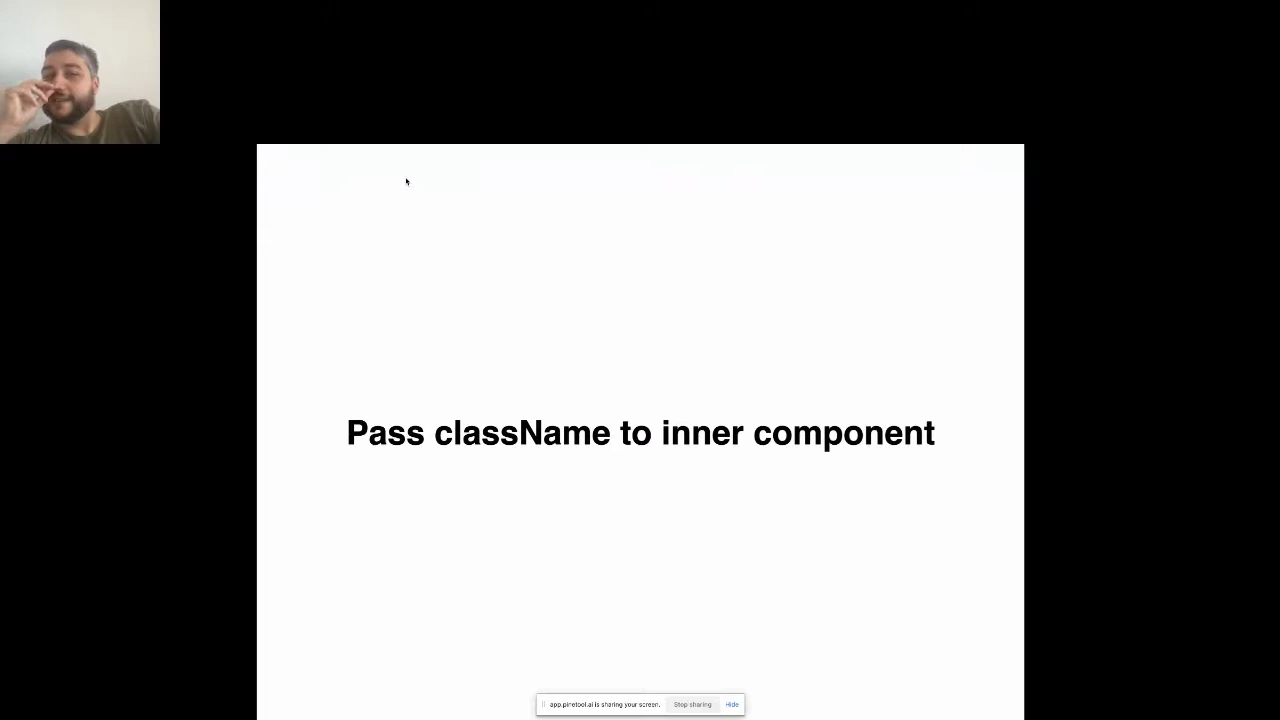 Pass className to inner component
app.pinetool.ai is sharing your screen.
Stop sharing
Hide